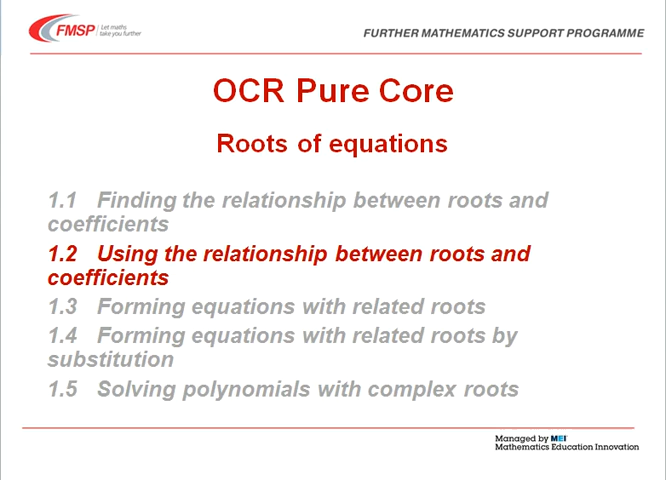 FMSP
Let maths
take you further
FURTHER MATHEMATICS SUPPORT PROGRAMME
OCR Pure Core
Roots of equations
1.1 Finding the relationship between roots and
coefficients
1.2 Using the relationship between roots and
coefficients
1.3 Forming equations with related roots
1.4 Forming equations with related roots by
substitution
1.5 Solving polynomials with complex roots
Managed by MEI
Mathematics Education Innovation